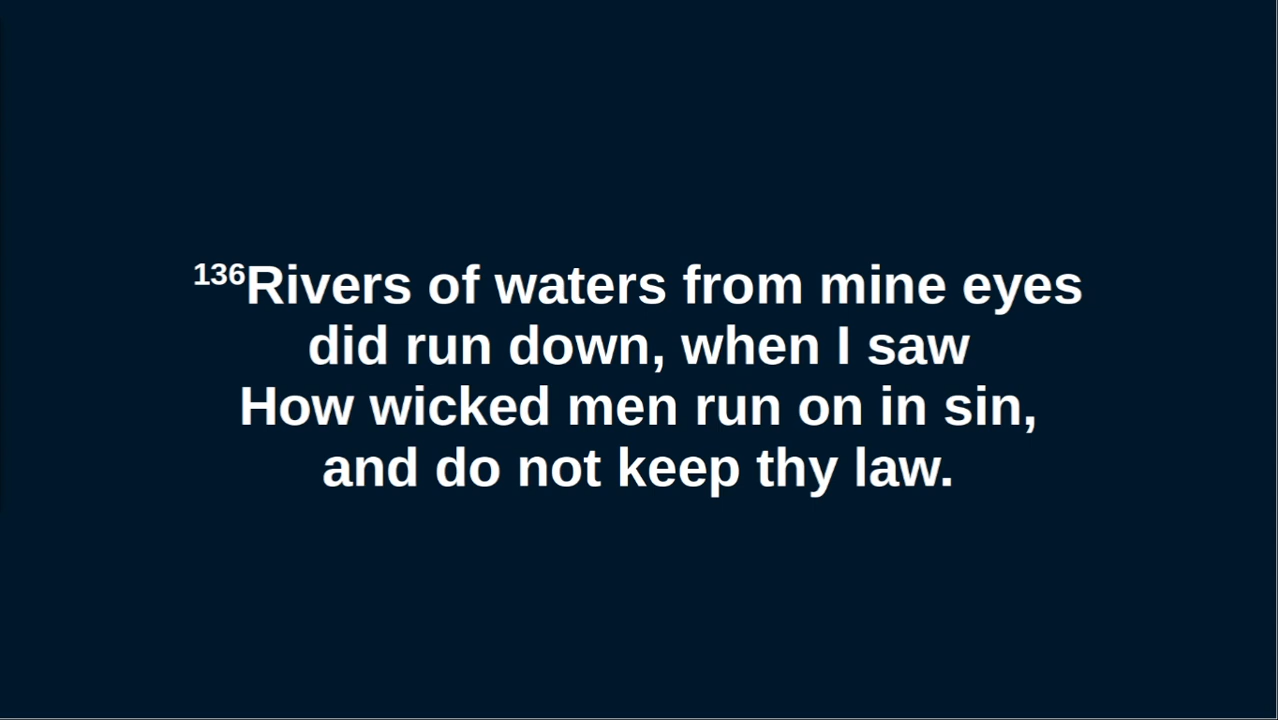 136Rivers of waters from mine eyes
did run down, when I saw
How wicked men run on in sin,
and do not keep thy law.